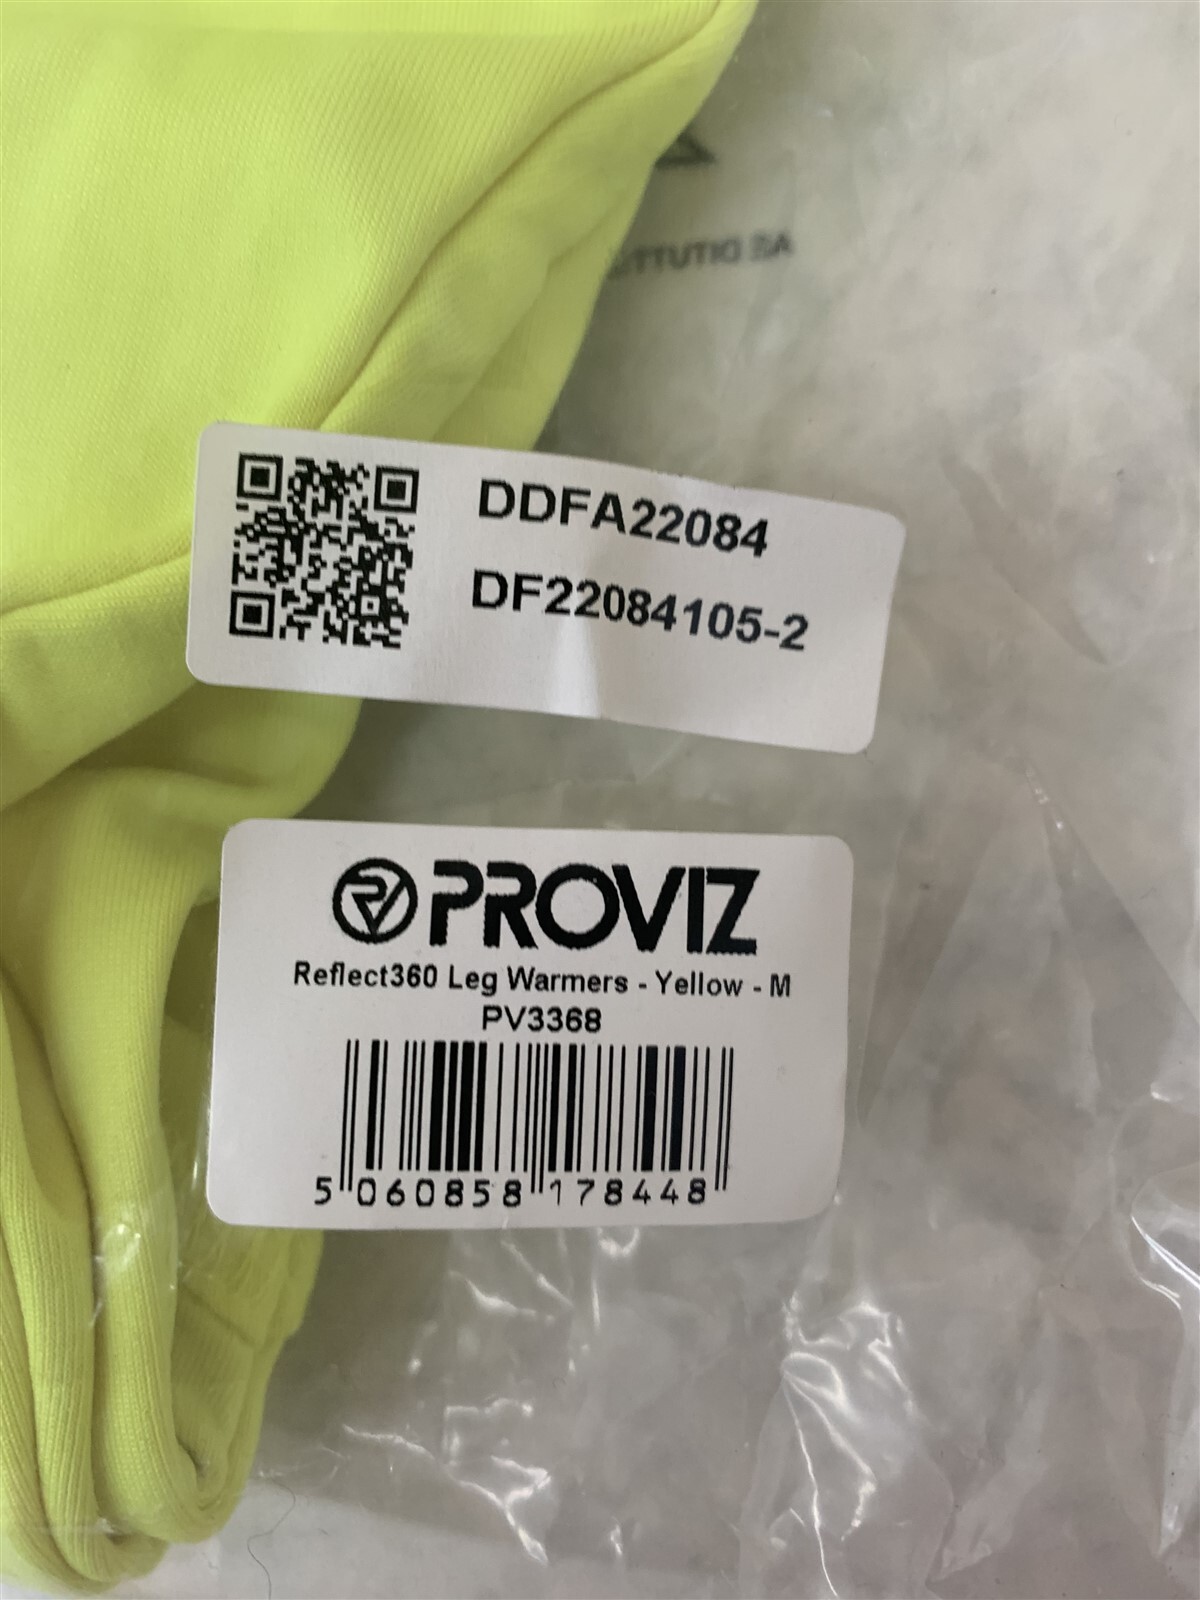 DDFA22084
DF22084105-2
PROVIZ
Reflect360 Leg Warmers - Yellow - M
PV3368
5 060858 178448